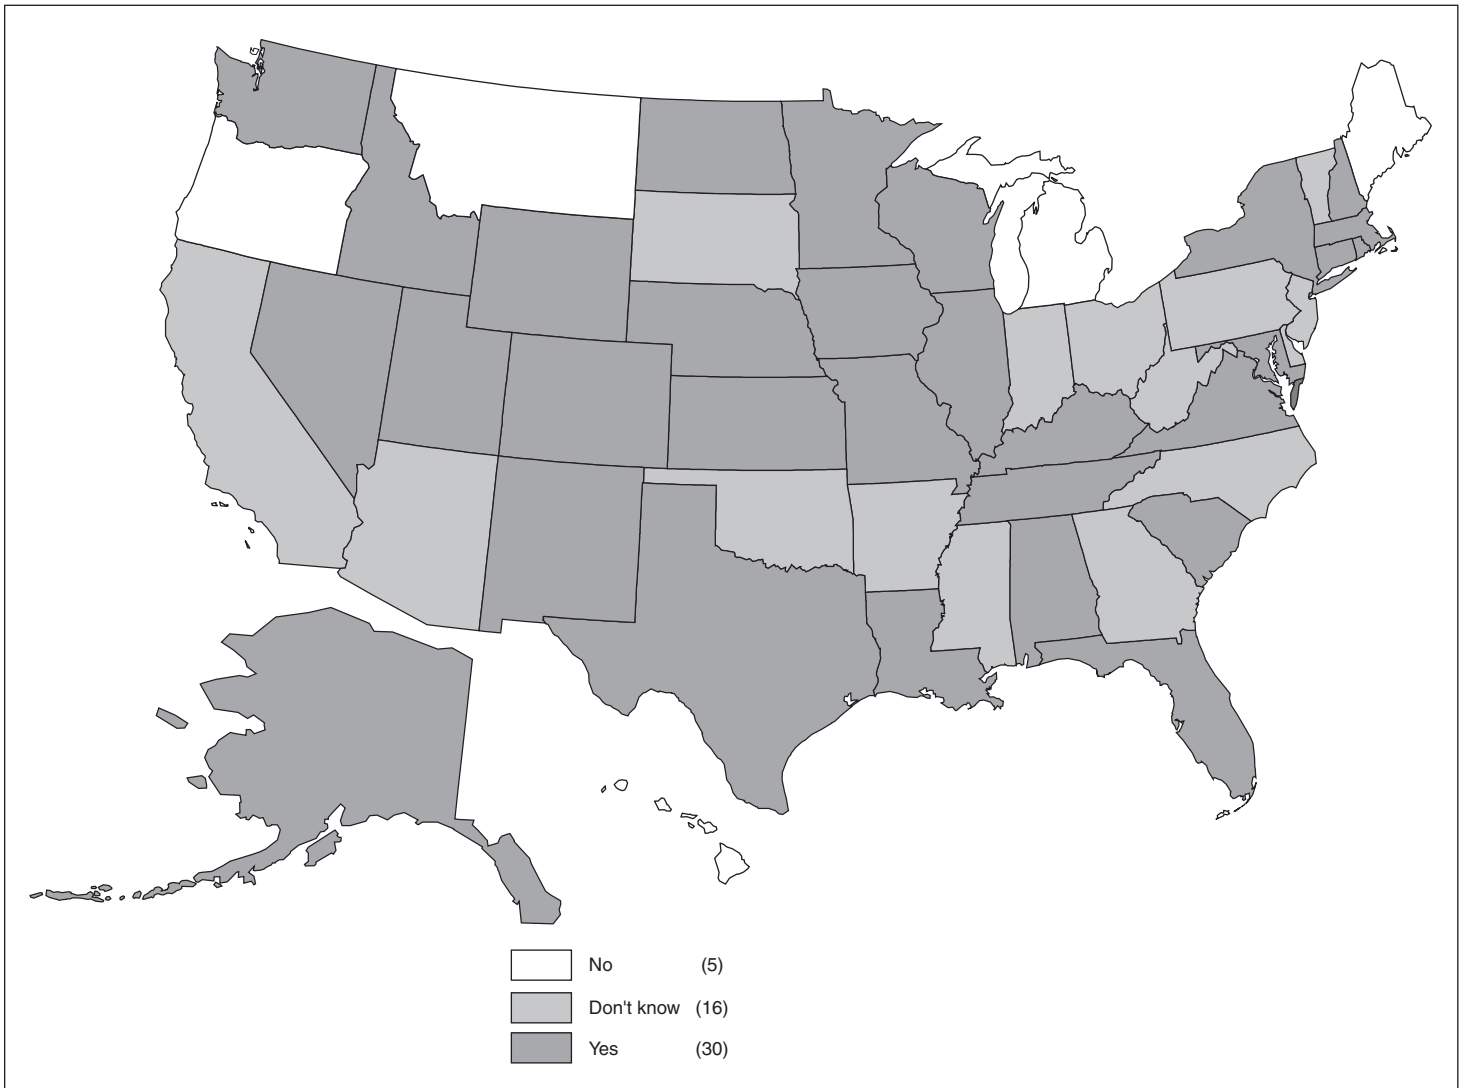 No (5)
Don't know (16)
Yes (30)